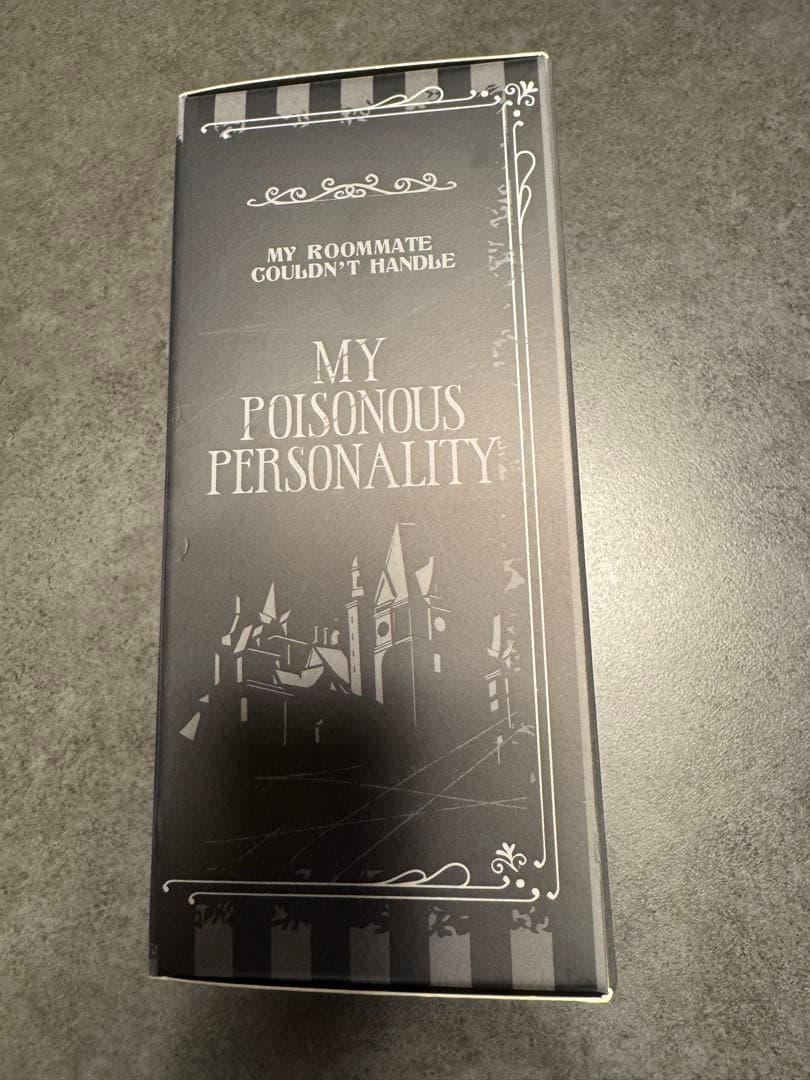 MY ROOMMATE
COULDN'T HANDLE
MY
POISONOUS
PERSONALITY